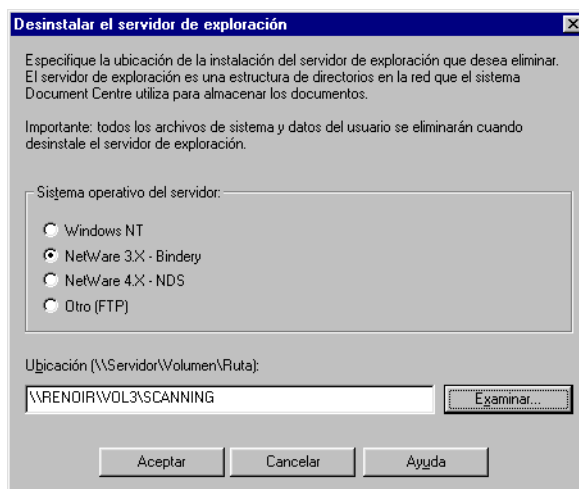 Desinstalar el servidor de exploración
Especifique la ubicación de la instalación del servidor de exploración que desea eliminar.
El servidor de exploración es una estructura de directorios en la red que el sistema
Document Centre utiliza para almacenar los documentos.
Importante: todos los archivos de sistema y datos del usuario se eliminarán cuando
desinstale el servidor de exploración.
Sistema operativo del servidor:
Windows NT
NetWare 3.X - Bindery
NetWare 4.X - NDS
Otro (FTP)
Ubicación (\\Servidor\Volumen\Ruta):
\\RENOIR\VOL3\SCANNING
Examinar...
Aceptar
Cancelar
Ayuda